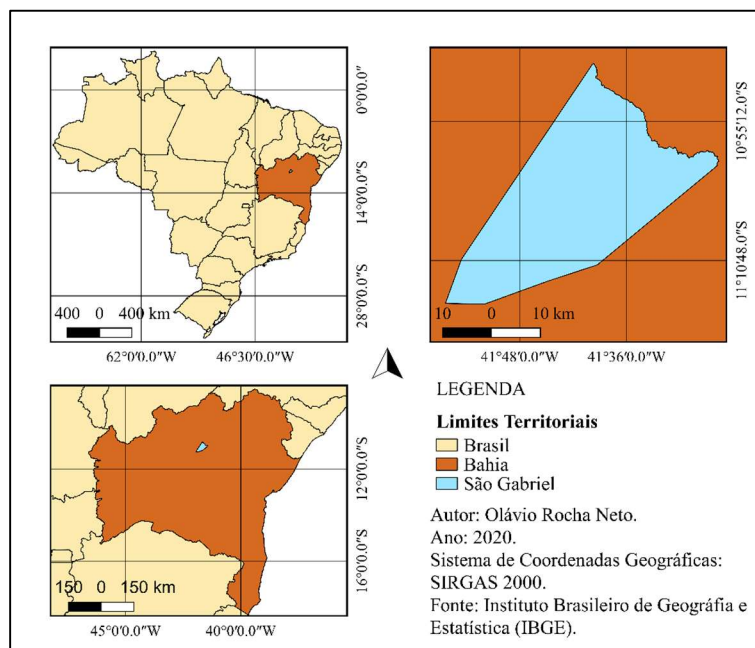 0°0'0.0"S
14°0'0.0"S
28°0'0.0"S
400 0 400 km
62°0'0.0"W 46°30'0.0"W
10°55'12.0"S
11°10'48.0"S
10 0 10 km
41°48'0.0"W 41°36'0.0"W
12°0'0.0"S
16°0'0.0"S
150 0 150 km
45°0'0.0"W 40°0'0.0"W
LEGENDA
Limites Territoriais
Brasil
Bahia
São Gabriel
Autor: Olávio Rocha Neto.
Ano: 2020.
Sistema de Coordenadas Geográficas:
SIRGAS 2000.
Fonte: Instituto Brasileiro de Geográfia e
Estatística (IBGE).